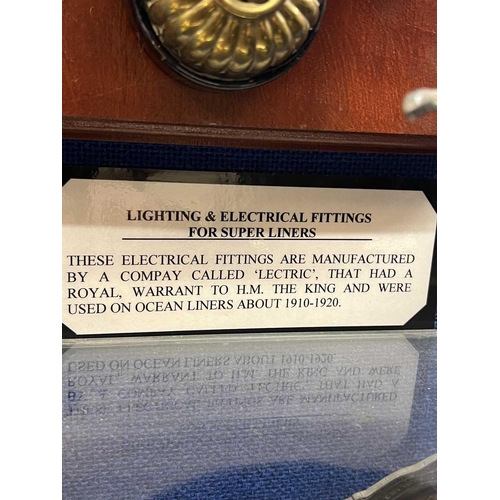 LIGHTING & ELECTRICAL FITTINGS
FOR SUPER LINERS
THESE ELECTRICAL FITTINGS ARE MANUFACTURED
BY A COMPAY CALLED ‘LECTRIC’, THAT HAD A
ROYAL, WARRANT TO H.M. THE KING AND WERE
USED ON OCEAN LINERS ABOUT 1910-1920.